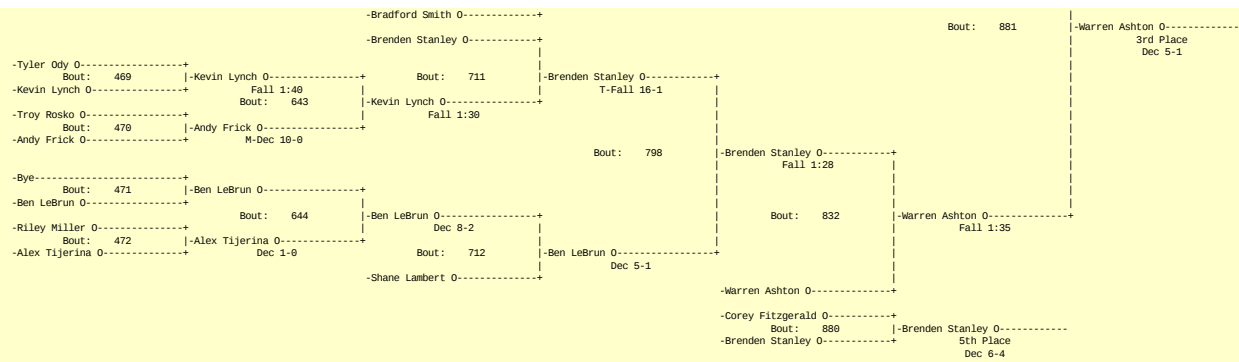 -Bradford Smith O-------------+
Bout: 881 |-Warren Ashton O-------------
-Brenden Stanley O------------+ | 3rd Place
| | Dec 5-1
-Tyler Ody O------------------+ |
Bout: 469 |-Kevin Lynch O----------------+ Bout: 711 |-Brenden Stanley O------------+
-Kevin Lynch O----------------+ Fall 1:40 | | T-Fall 16-1 |
Bout: 643 |-Kevin Lynch O----------------+ |
-Troy Rosko O-----------------+ | Fall 1:30 |
Bout: 470 |-Andy Frick O-----------------+ |
-Andy Frick O-----------------+ M-Dec 10-0 |
Bout: 798 |-Brenden Stanley O------------+
| Fall 1:28 |
-Bye--------------------------+ | |
Bout: 471 |-Ben LeBrun O-----------------+ | |
-Ben LeBrun O-----------------+ | | |
Bout: 644 |-Ben LeBrun O-----------------+ | Bout: 832 |-Warren Ashton O--------------+
-Riley Miller O---------------+ | Dec 8-2 | | | Fall 1:35
Bout: 472 |-Alex Tijerina O--------------+ | | |
-Alex Tijerina O--------------+ Dec 1-0 Bout: 712 |-Ben LeBrun O-----------------+ |
| Dec 5-1 |
-Shane Lambert O--------------+ |
-Warren Ashton O--------------+
-Corey Fitzgerald O-----------+
Bout: 880 |-Brenden Stanley O------------
-Brenden Stanley O------------+ 5th Place
Dec 6-4